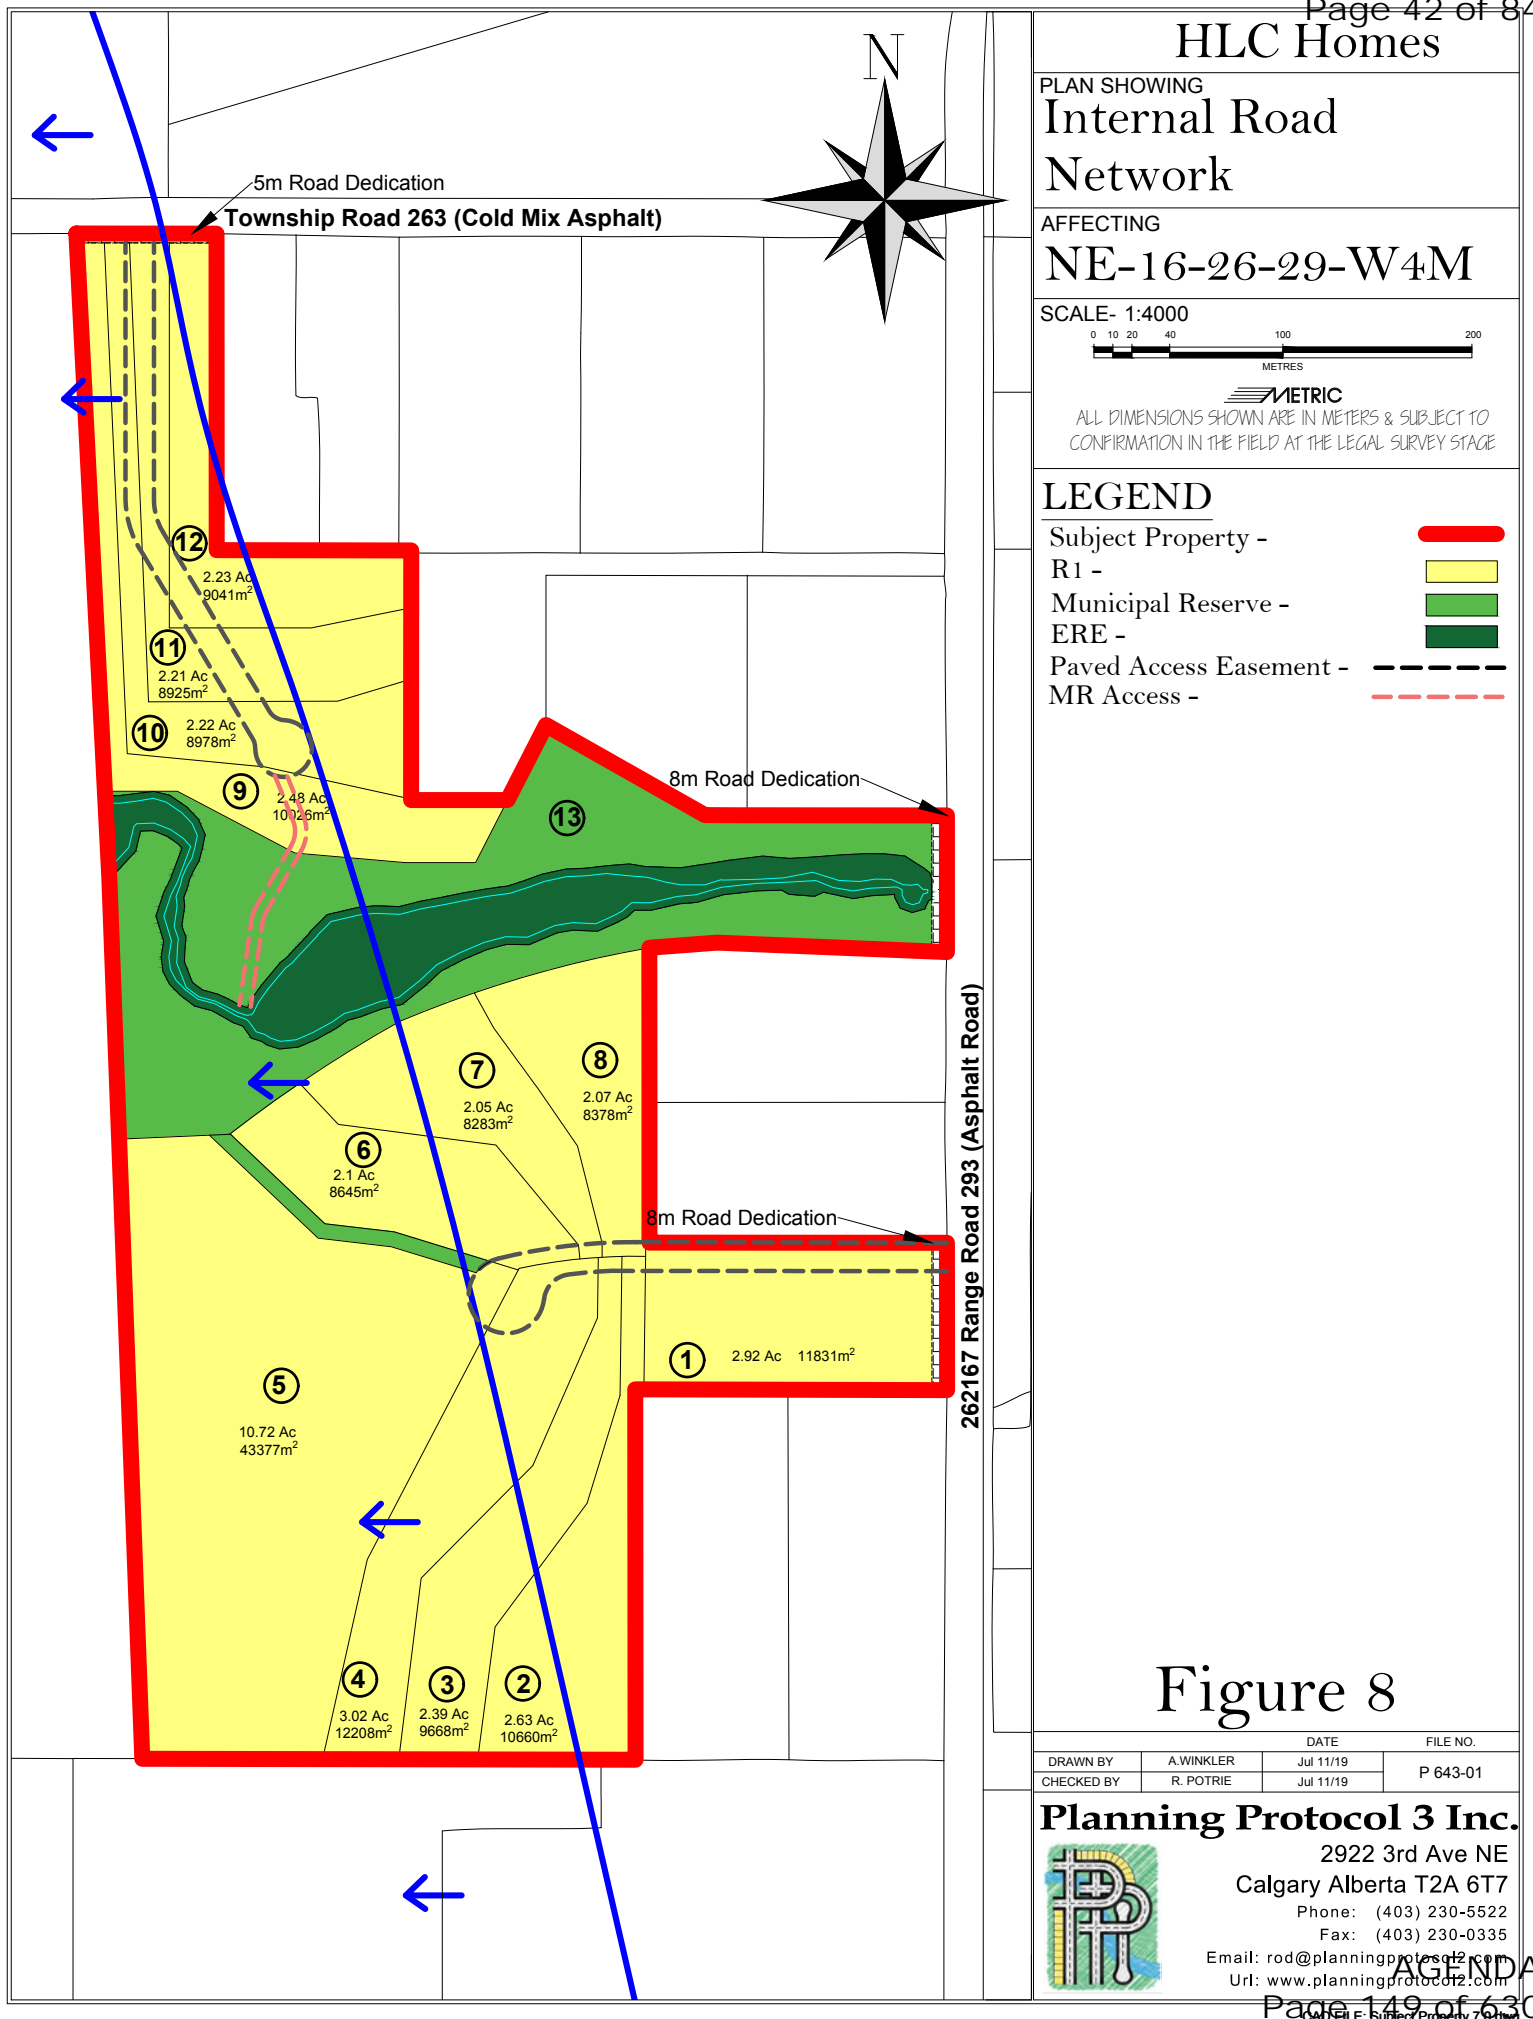 Page 42 of 84
HLC Homes
PLAN SHOWING
Internal Road
Network
AFFECTING
NE-16-26-29-W4M
SCALE- 1:4000
0 10 20 40 100 200
METRES
METRIC
ALL DIMENSIONS SHOWN ARE IN METERS & SUBJECT TO
CONFIRMATION IN THE FIELD AT THE LEGAL SURVEY STAGE
LEGEND
Subject Property -
R1 -
Municipal Reserve -
ERE -
Paved Access Easement -
MR Access -
N
5m Road Dedication
Township Road 263 (Cold Mix Asphalt)
12
2.23 Ac
9041m²
11
2.21 Ac
8925m²
10
2.22 Ac
8978m²
9
2.48 Ac
10026m²
13
8m Road Dedication
8
2.07 Ac
8378m²
7
2.05 Ac
8283m²
6
2.1 Ac
8645m²
8m Road Dedication
262167 Range Road 293 (Asphalt Road)
1
2.92 Ac 11831m²
5
10.72 Ac
43377m²
4
3.02 Ac
12208m²
3
2.39 Ac
9668m²
2
2.63 Ac
10660m²
Figure 8
DATE FILE NO.
DRAWN BY A.WINKLER Jul 11/19
P 643-01
CHECKED BY R. POTRIE Jul 11/19
Planning Protocol 3 Inc.
2922 3rd Ave NE
Calgary Alberta T2A 6T7
Phone: (403) 230-5522
Fax: (403) 230-0335
Email: rod@planningprotocol2.com
AGENDA
Url: www.planningprotocol2.com
Page 149 of 630
CAD FILE: Subject Property